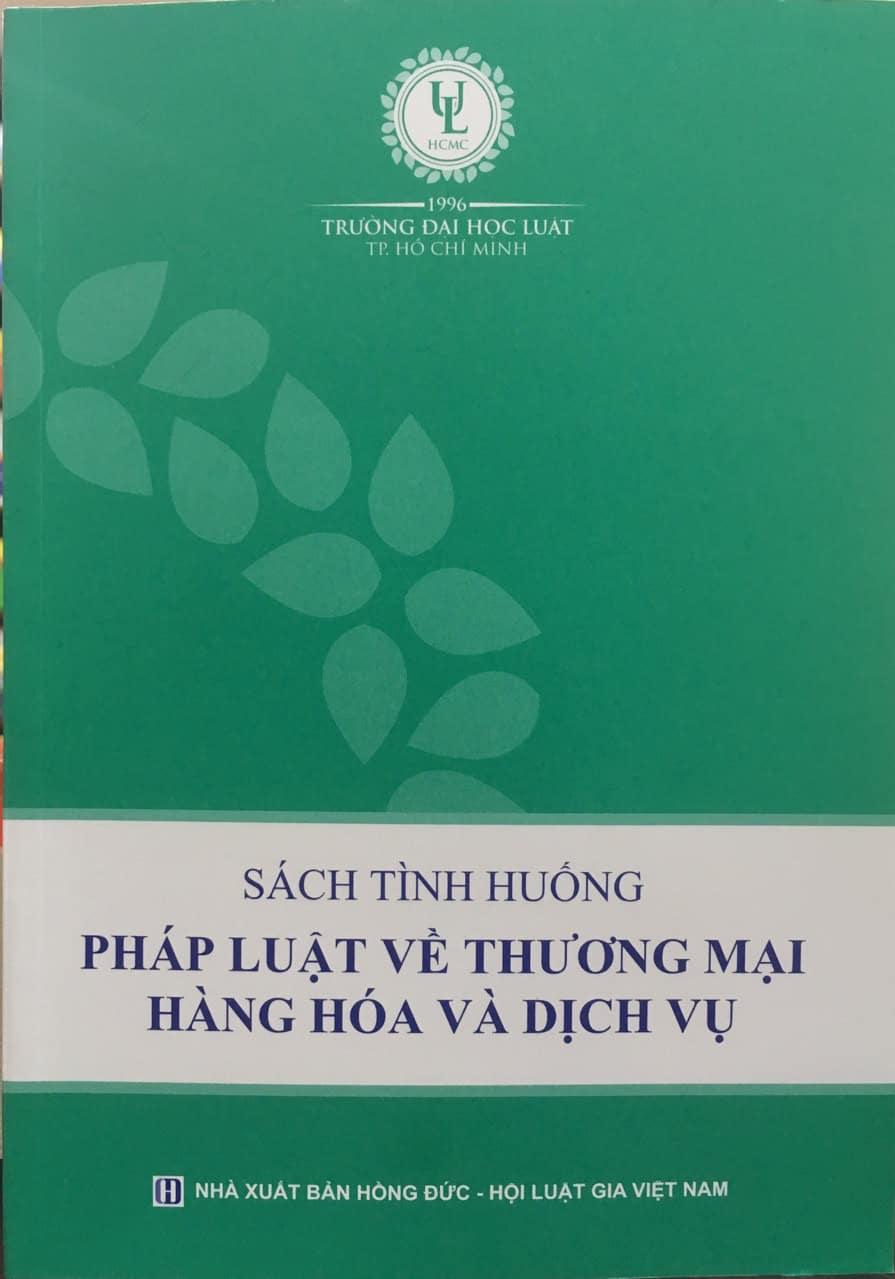 UL
HCMC
1996
TRƯỜNG ĐẠI HỌC LUẬT
TP. HỒ CHÍ MINH
SÁCH TÌNH HUỐNG
PHÁP LUẬT VỀ THƯƠNG MẠI
HÀNG HÓA VÀ DỊCH VỤ
H NHÀ XUẤT BẢN HỒNG ĐỨC - HỘI LUẬT GIA VIỆT NAM